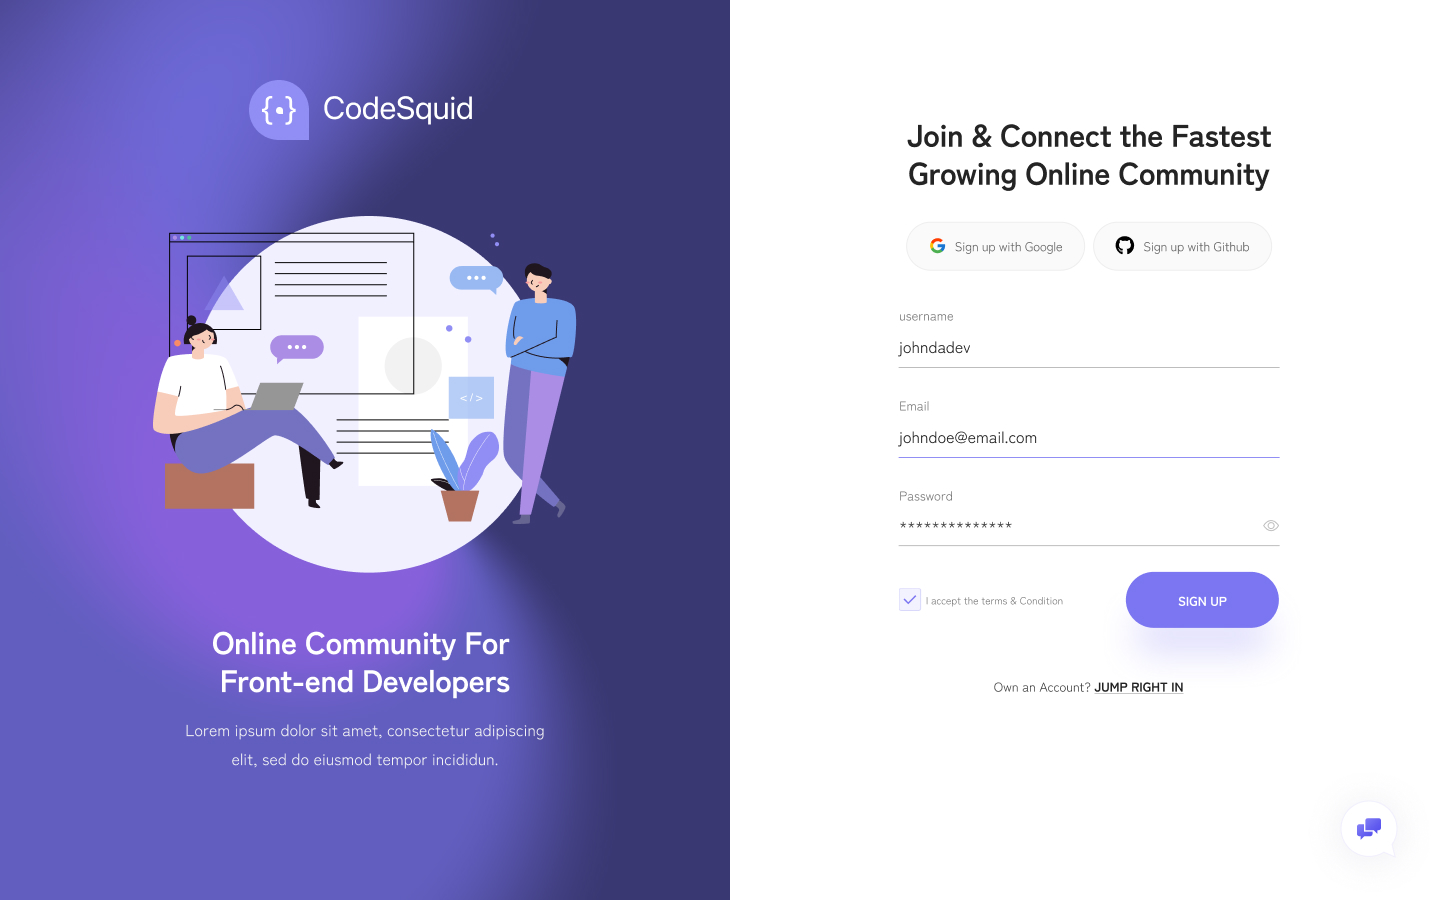 CodeSquid
</>
Online Community For
Front-end Developers
Lorem ipsum dolor sit amet, consectetur adipiscing
elit, sed do eiusmod tempor incididun.
Join & Connect the Fastest
Growing Online Community
Sign up with Google
Sign up with Github
username
johndadev
Email
johndoe@email.com
Password
**************
I accept the terms & Condition
SIGN UP
Own an Account? JUMP RIGHT IN